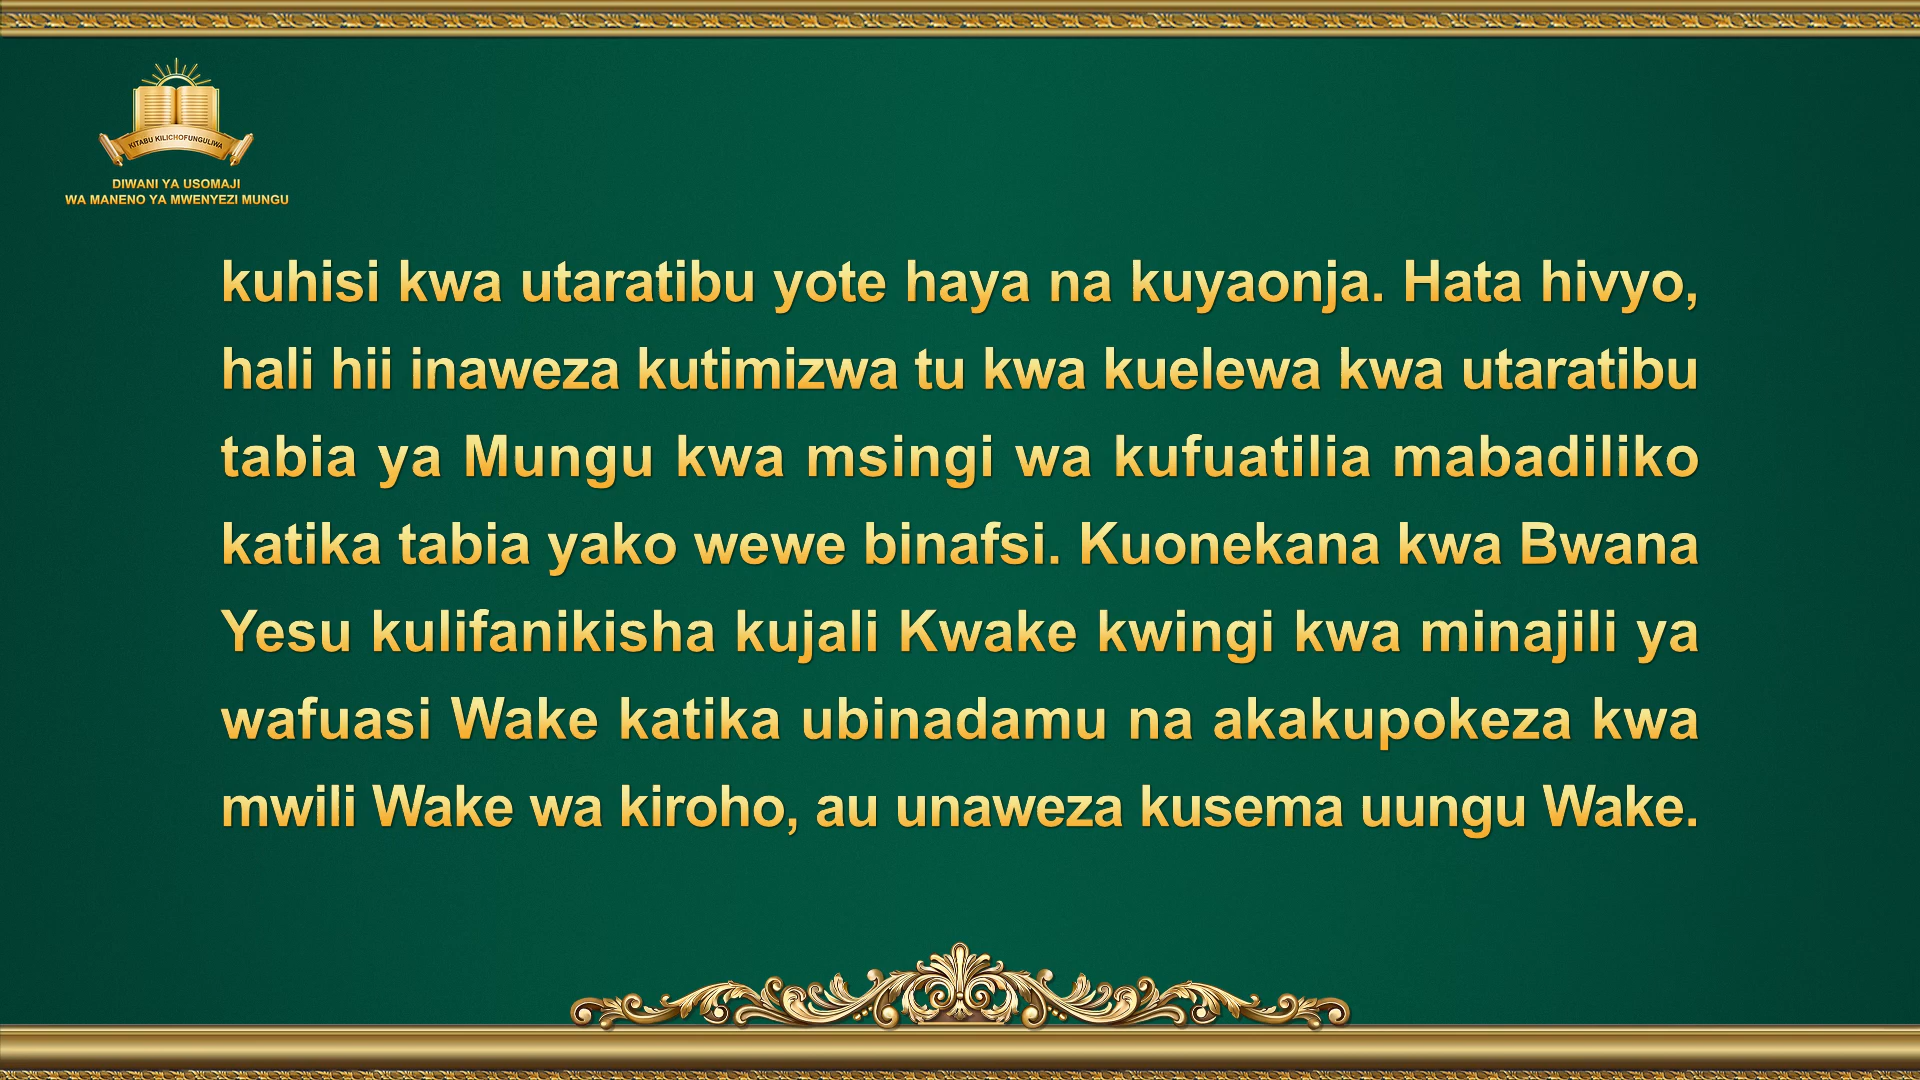 KITABU KILICHOFUNGULIWA
DIWANI YA USOMAJI
WA MANENO YA MWENYEZI MUNGU
kuhisi kwa utaratibu yote haya na kuyaonja. Hata hivyo,
hali hii inaweza kutimizwa tu kwa kuelewa kwa utaratibu
tabia ya Mungu kwa msingi wa kufuatilia mabadiliko
katika tabia yako wewe binafsi. Kuonekana kwa Bwana
Yesu kulifanikisha kujali Kwake kwingi kwa minajili ya
wafuasi Wake katika ubinadamu na akakupokeza kwa
mwili Wake wa kiroho, au unaweza kusema uungu Wake.